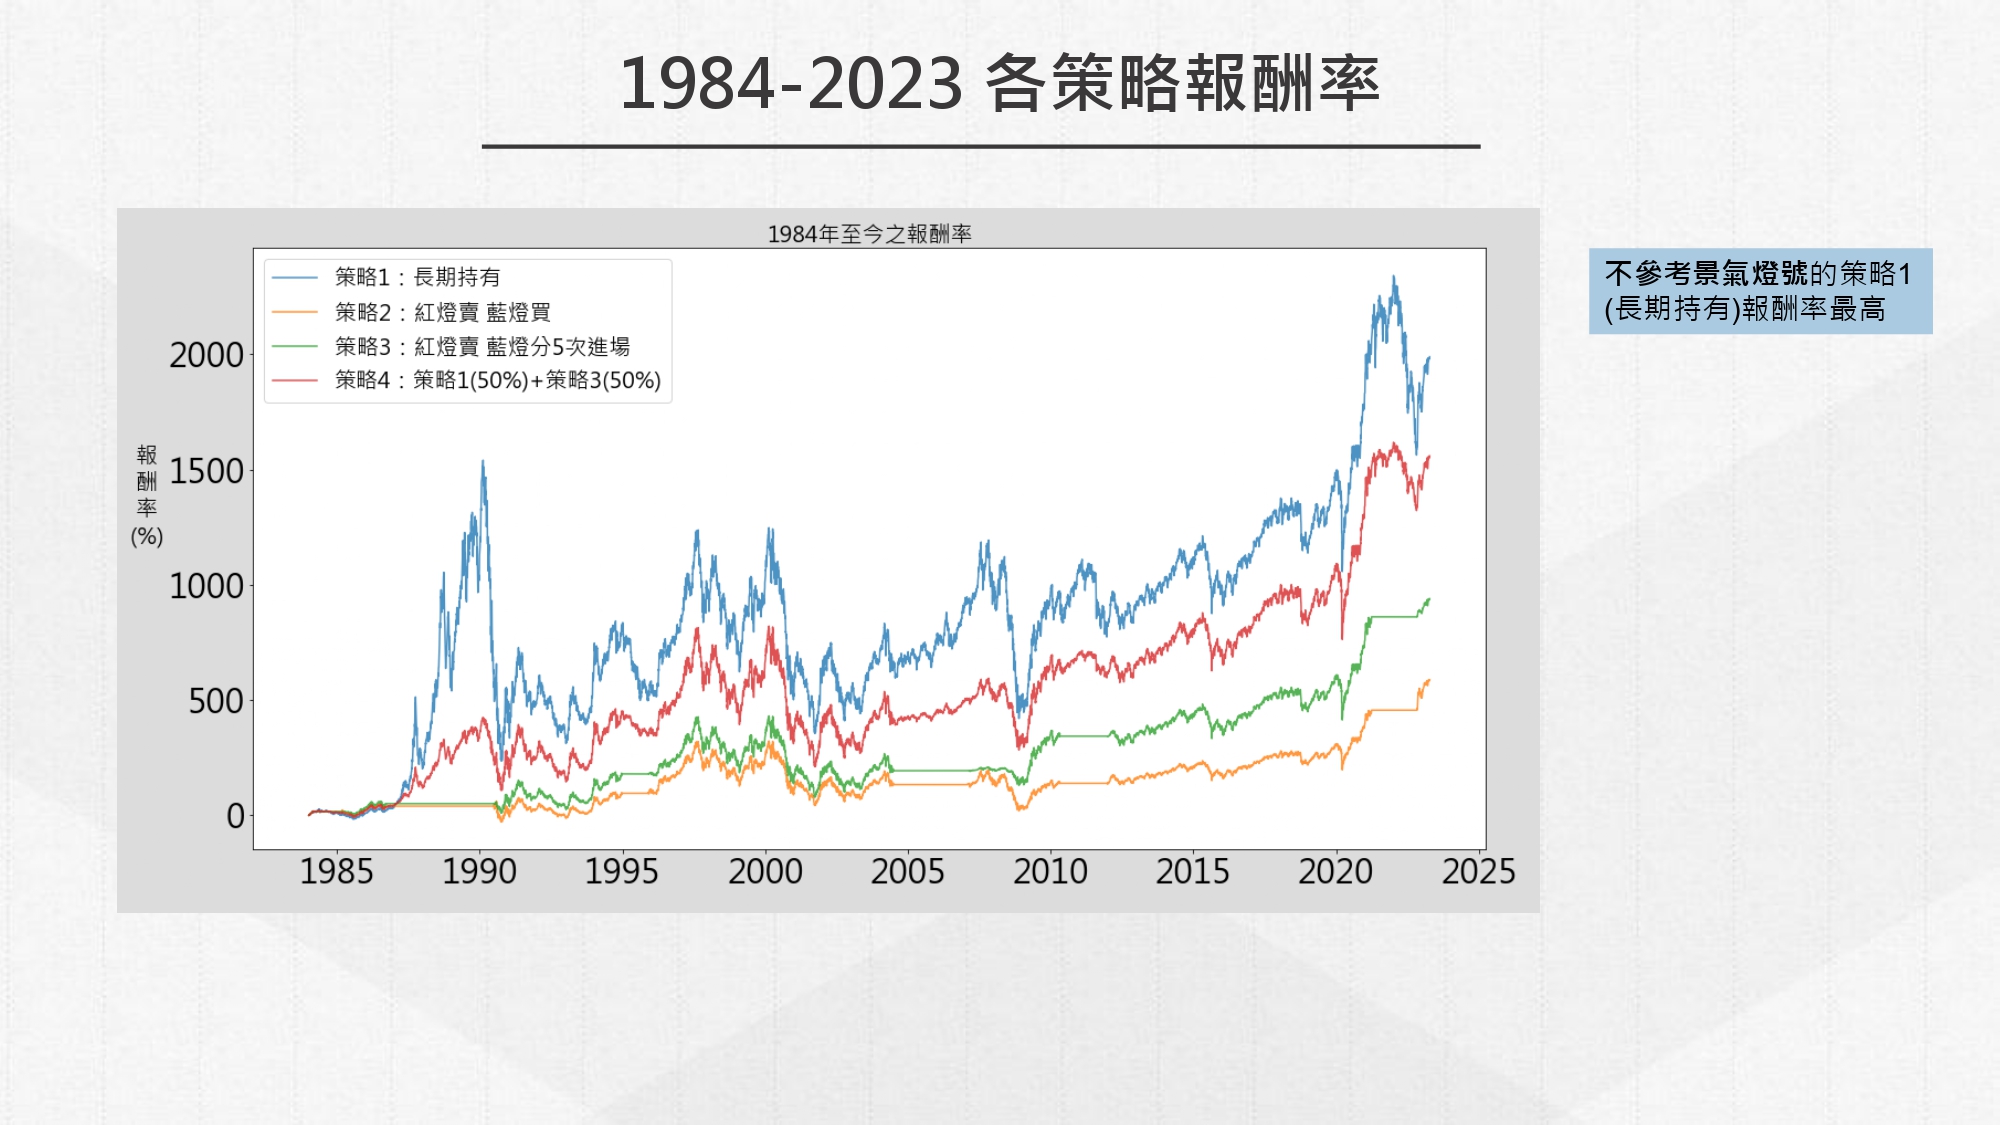 1984-2023 各策略報酬率
1984年至今之報酬率
策略1：長期持有
策略2：紅燈賣 藍燈買
策略3：紅燈賣 藍燈分5次進場
策略4：策略1(50%)+策略3(50%)
不參考景氣燈號的策略1
(長期持有)報酬率最高
報
酬
率
(%)
2000
1500
1000
500
0
1985 1990 1995 2000 2005 2010 2015 2020 2025